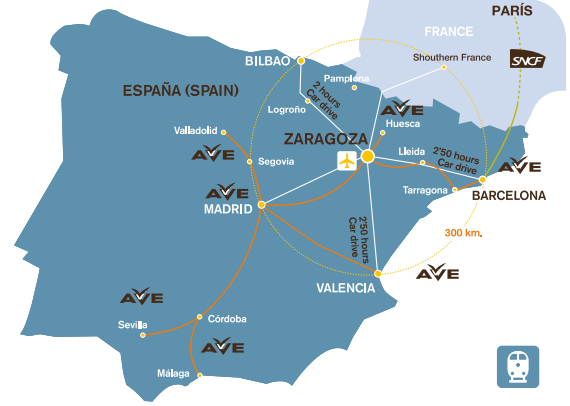 PARÍS
FRANCE
SNCF
Shouthern France
BILBAO
Pamplona
ESPAÑA (SPAIN)
2 hours
Car drive
Logroño
AVE
Huesca
Valladolid
ZARAGOZA
AVE
Segovia
Lleida
2'50 hours
Car drive
AVE
AVE
Tarragona
BARCELONA
MADRID
2'50 hours
Car drive
300 km.
VALENCIA
AVE
AVE
Sevilla
Córdoba
AVE
Málaga